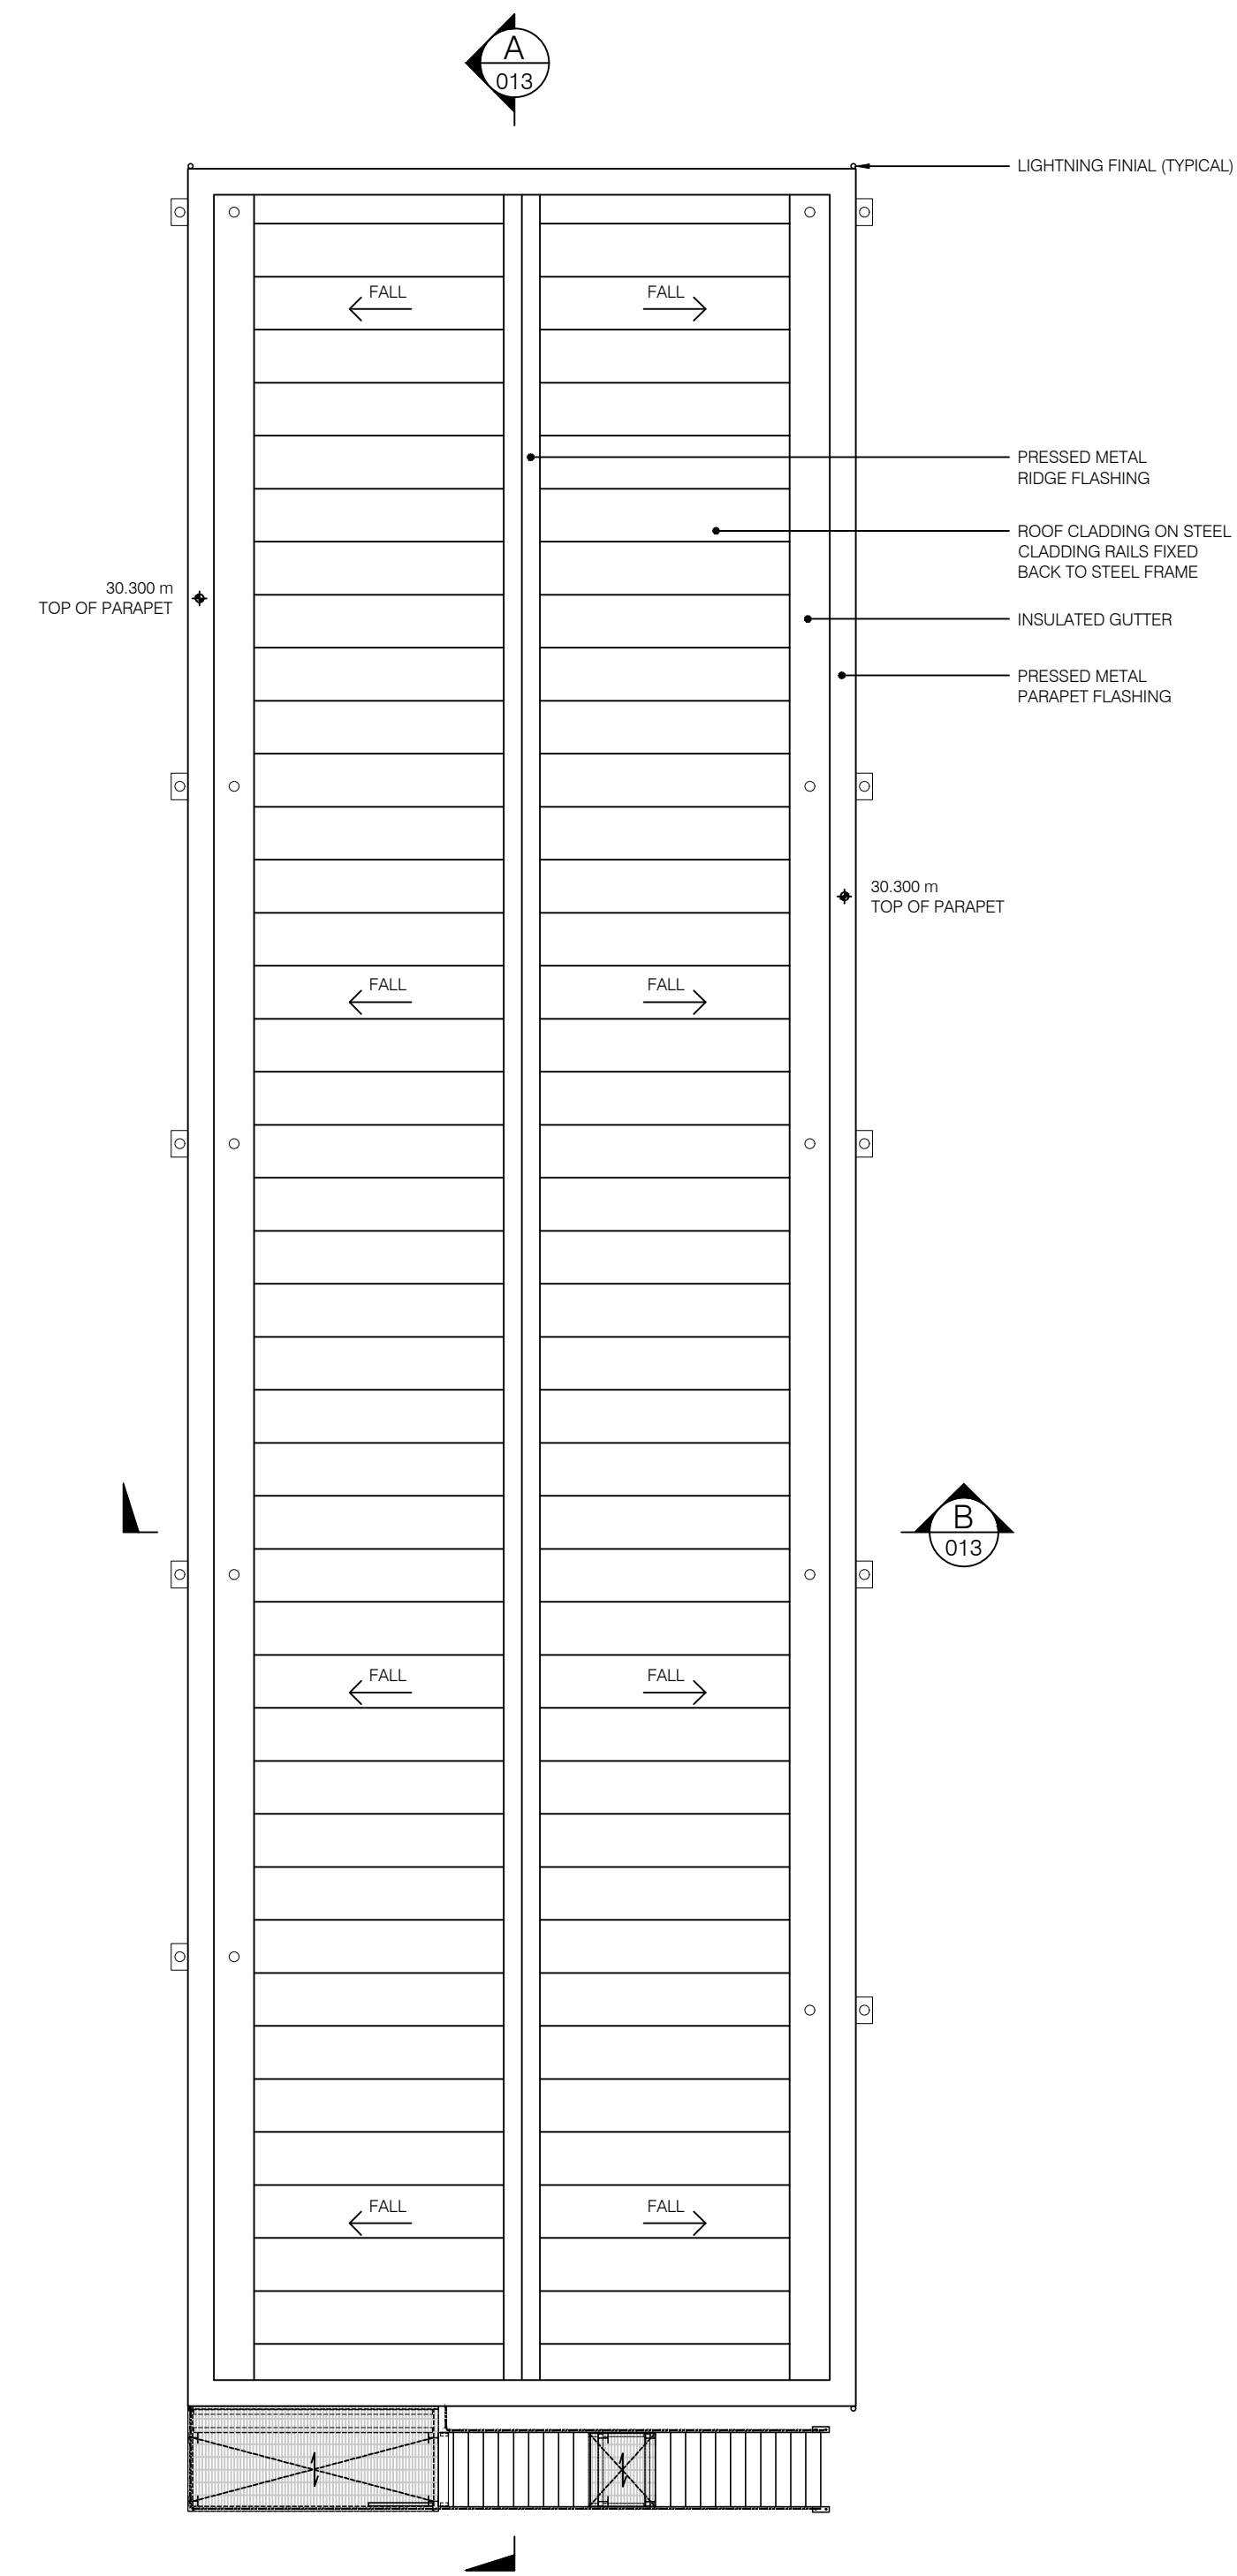 A
013
LIGHTNING FINIAL (TYPICAL)
FALL
FALL
PRESSED METAL
RIDGE FLASHING
ROOF CLADDING ON STEEL
CLADDING RAILS FIXED
BACK TO STEEL FRAME
30.300 m
TOP OF PARAPET
INSULATED GUTTER
PRESSED METAL
PARAPET FLASHING
30.300 m
TOP OF PARAPET
FALL
FALL
B
013
FALL
FALL
FALL
FALL